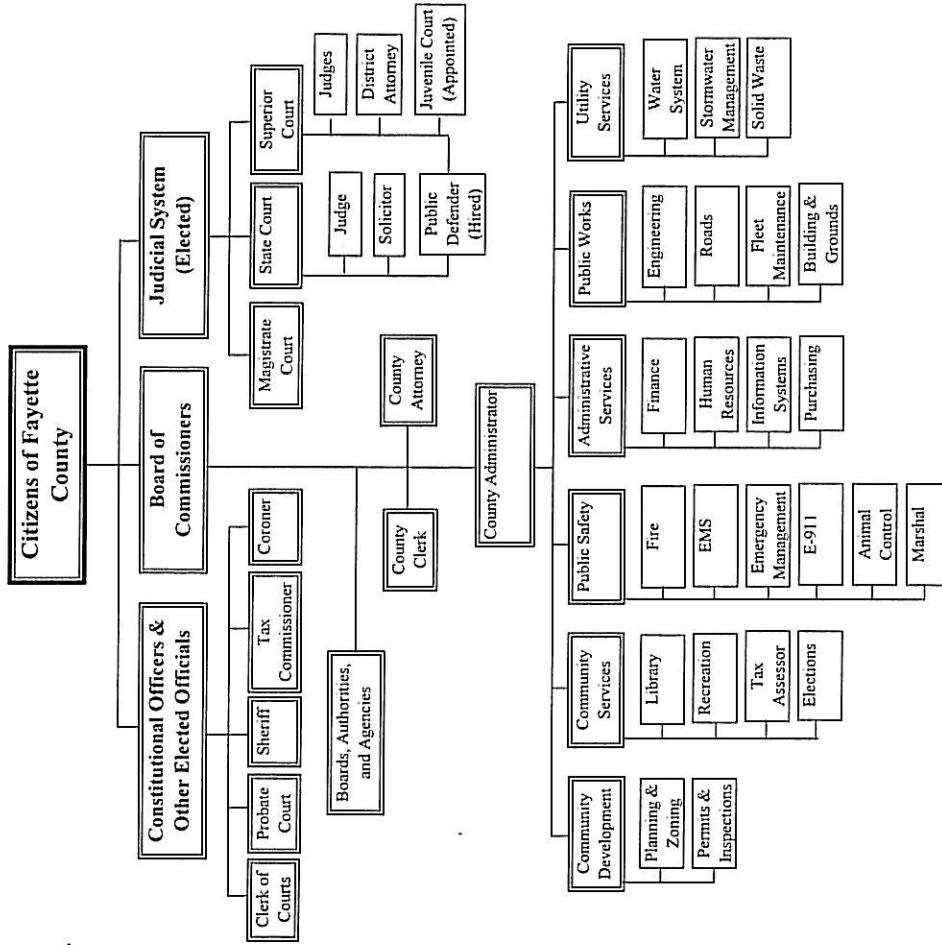 Citizens of Fayette
County
Constitutional Officers &
Other Elected Officials
Board of
Commissioners
Judicial System
(Elected)
Clerk of
Courts
Probate
Court
Sheriff
Tax
Commissioner
Coroner
Magistrate
Court
State Court
Superior
Court
Judge
Solicitor
Public
Defender
(Hired)
Judges
District
Attorney
Juvenile Court
(Appointed)
Boards, Authorities,
and Agencies
County
Clerk
County
Attorney
County Administrator
Community
Development
Planning &
Zoning
Permits &
Inspections
Community
Services
Library
Recreation
Tax
Assessor
Elections
Public Safety
Fire
EMS
Emergency
Management
E-911
Animal
Control
Marshal
Administrative
Services
Finance
Human
Resources
Information
Systems
Purchasing
Public Works
Engineering
Roads
Fleet
Maintenance
Building &
Grounds
Utility
Services
Water
System
Stormwater
Management
Solid Waste